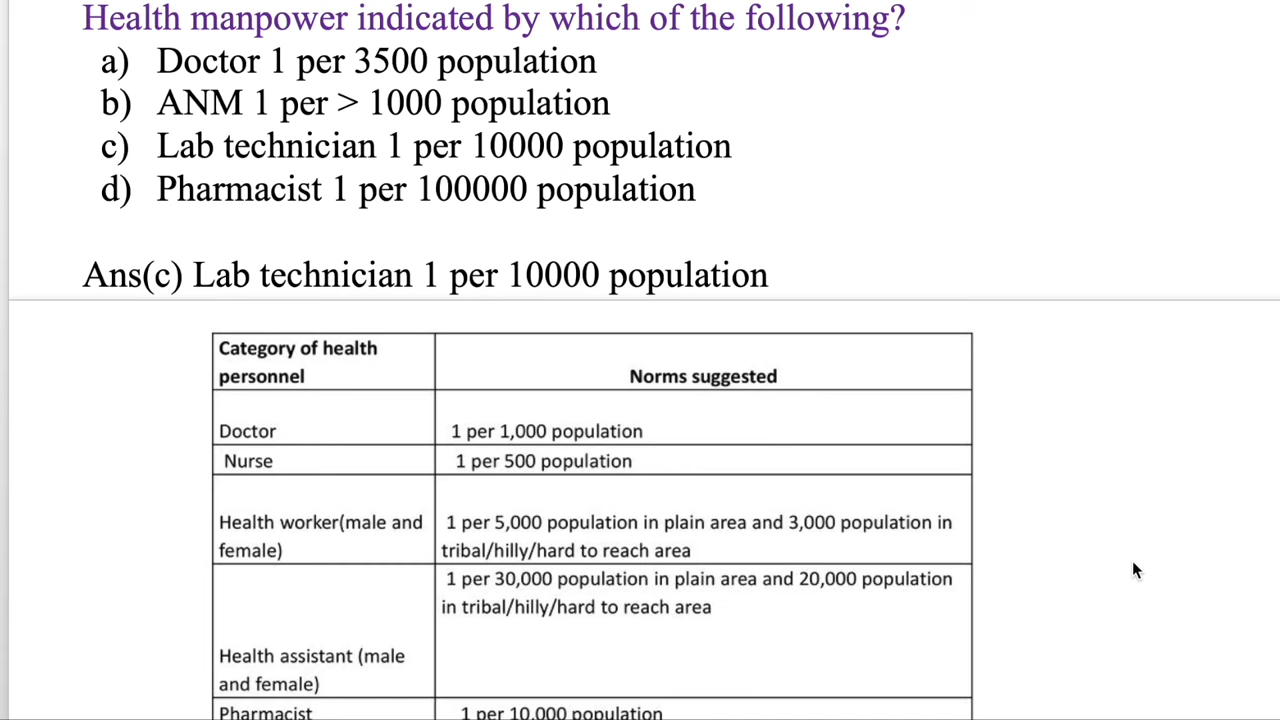 Health manpower indicated by which of the following?
a) Doctor 1 per 3500 population
b) ANM 1 per > 1000 population
c) Lab technician 1 per 10000 population
d) Pharmacist 1 per 100000 population
Ans(c) Lab technician 1 per 10000 population
Category of health
personnel
Norms suggested
Doctor
1 per 1,000 population
Nurse
1 per 500 population
Health worker(male and
female)
1 per 5,000 population in plain area and 3,000 population in
tribal/hilly/hard to reach area
1 per 30,000 population in plain area and 20,000 population
in tribal/hilly/hard to reach area
Health assistant (male
and female)
Pharmacist
1 per 10,000 population